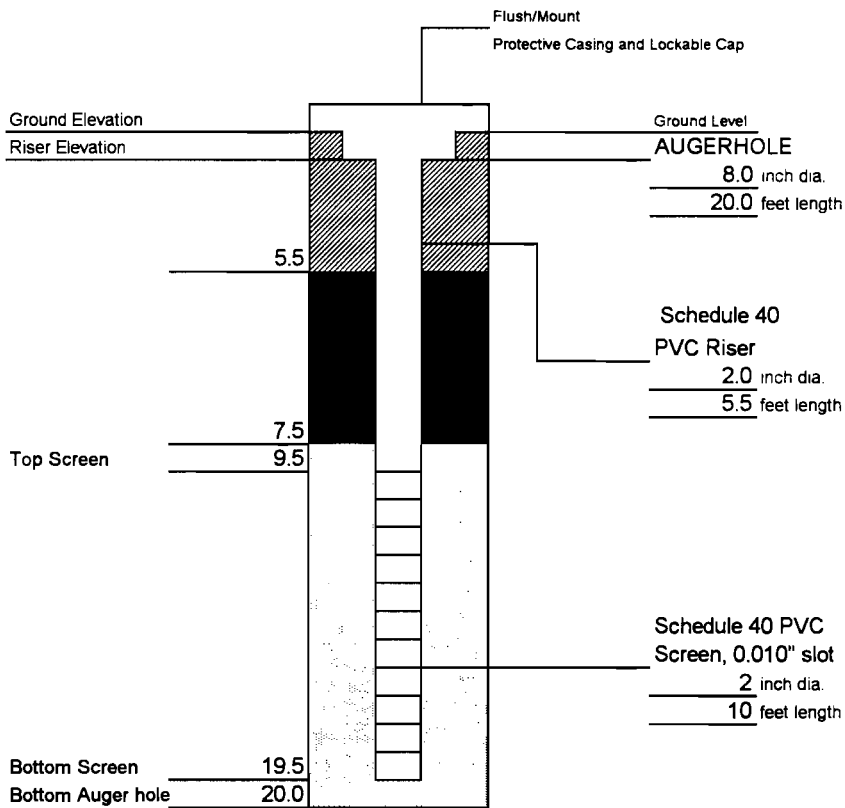 Flush/Mount
Protective Casing and Lockable Cap
Ground Elevation
Riser Elevation
Ground Level
AUGERHOLE
8.0 inch dia.
20.0 feet length
5.5
Schedule 40
PVC Riser
2.0 inch dia.
5.5 feet length
7.5
Top Screen 9.5
Schedule 40 PVC
Screen, 0.010" slot
2 inch dia.
10 feet length
Bottom Screen 19.5
Bottom Auger hole 20.0